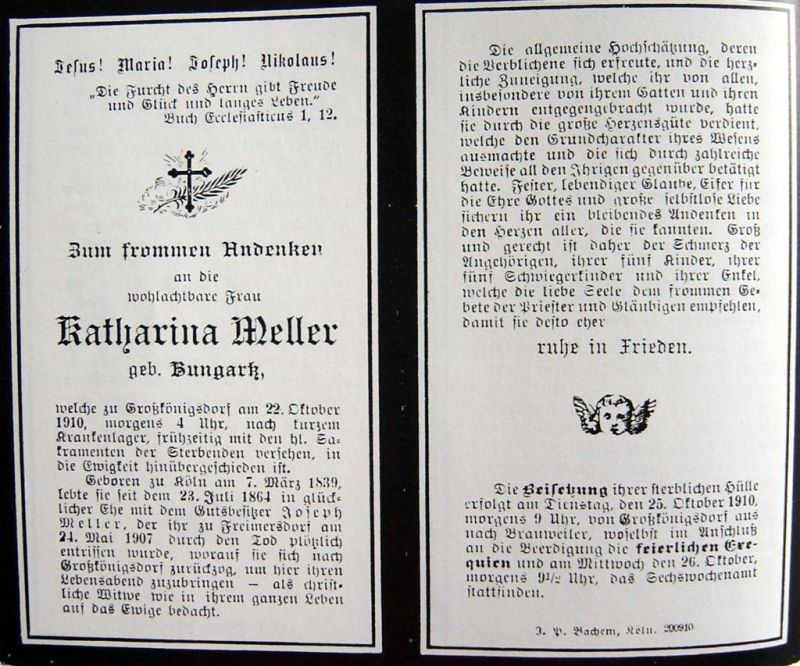 Jesus! Maria! Joseph! Nikolaus!
„Die Furcht des Herrn gibt Freude
und Glück und langes Leben."
Buch Ecclesiasticus 1, 12.
Zum frommen Andenken
an die
wohlachtbare Frau
Katharina Meller
geb. Bungartz,
welche zu Großkönigsdorf am 22. Oktober
1910, morgens 4 Uhr, nach kurzem
Krankenlager, frühzeitig mit den hl. Sa-
kramenten der Sterbenden versehen, in
die Ewigkeit hinübergeschieden ist.
Geboren zu Köln am 7. März 1839,
lebte sie seit dem 23. Juli 1864 in glück-
licher Ehe mit dem Gutsbesitzer Joseph
Meller, der ihr zu Freimersdorf am
24. Mai 1907 durch den Tod plötzlich
entrissen wurde, worauf sie sich nach
Großkönigsdorf zurückzog, um hier ihren
Lebensabend zuzubringen – als christ-
liche Witwe wie in ihrem ganzen Leben
auf das Ewige bedacht.
Die allgemeine Hochschätzung, deren
die Verblichene sich erfreute, und die herz-
liche Zuneigung, welche ihr von allen,
insbesondere von ihrem Gatten und ihren
Kindern entgegengebracht wurde, hatte
sie durch die große Herzensgüte verdient,
welche den Grundcharakter ihres Wesens
ausmachte und die sich durch zahlreiche
Beweise all den Ihrigen gegenüber betätigt
hatte. Fester, lebendiger Glaube, Eifer für
die Ehre Gottes und große selbstlose Liebe
sichern ihr ein bleibendes Andenken in
den Herzen aller, die sie kannten. Groß
und gerecht ist daher der Schmerz der
Angehörigen, ihrer fünf Kinder, ihrer
fünf Schwiegerkinder und ihrer Enkel,
welche die liebe Seele dem frommen Ge-
bete der Priester und Gläubigen empfehlen,
damit sie desto eher
ruhe in Frieden.
Die Beisetzung ihrer sterblichen Hülle
erfolgt am Dienstag, den 25. Oktober 1910,
morgens 9 Uhr, von Großkönigsdorf aus
nach Brauweiler, woselbst im Anschluß
an die Beerdigung die feierlichen Exe-
quien und am Mittwoch den 26. Oktober,
morgens 9½ Uhr, das Sechswochenamt
stattfinden.
J. P. Bachem, Köln. 200910